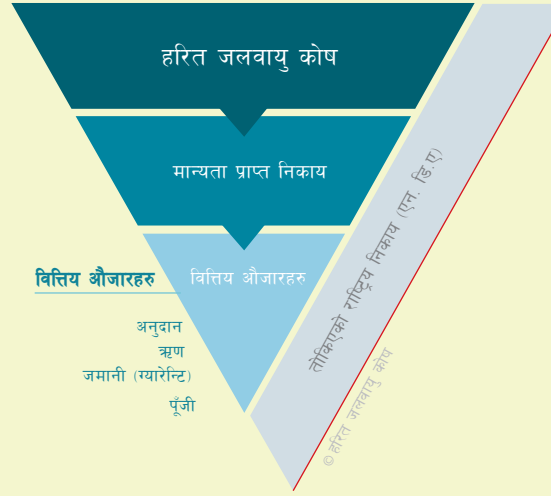 हरित जलवायु कोष
मान्यता प्राप्त निकाय
वित्तिय औजारहरु
वित्तिय औजारहरु
अनुदान
ऋण
जमानी (ग्यारेन्टि)
पूँजी
तोकिएको राष्ट्रिय निकाय (एन. डि.ए)
© हरित जलवायु कोष